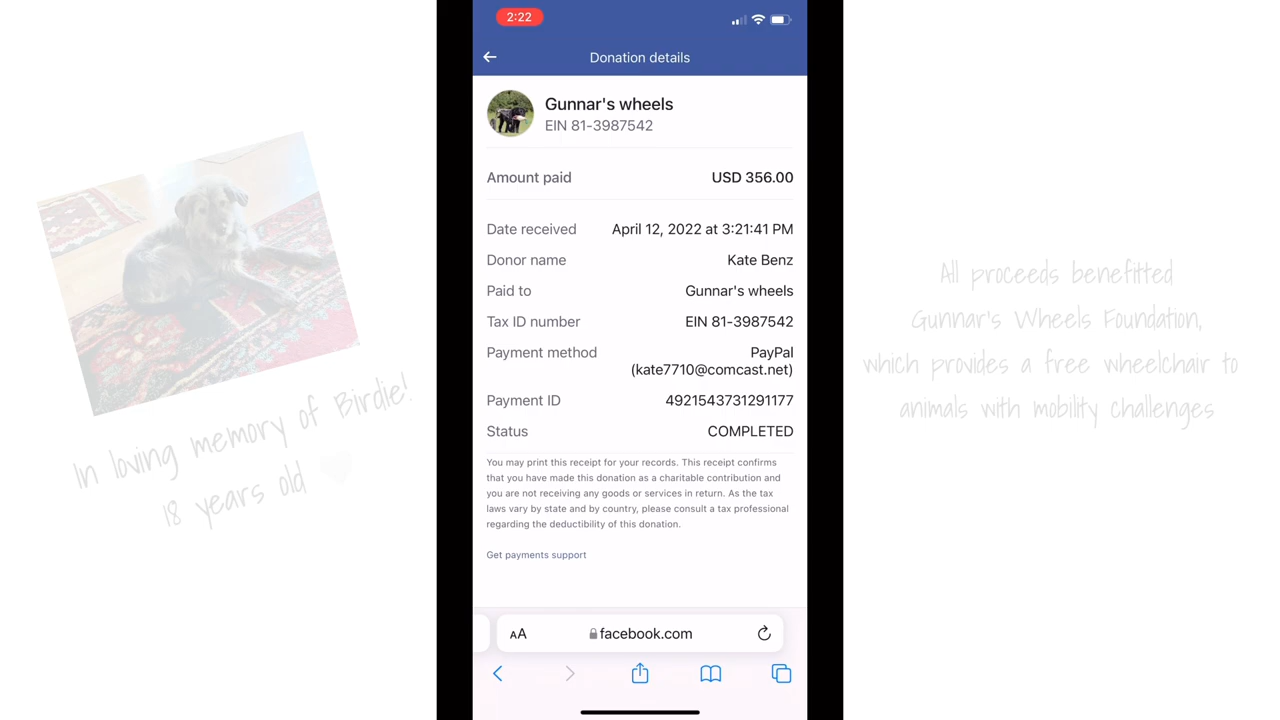 2:22
Donation details
Gunnar's wheels
EIN 81-3987542
Amount paid USD 356.00
Date received April 12, 2022 at 3:21:41 PM
Donor name Kate Benz
Paid to Gunnar's wheels
Tax ID number EIN 81-3987542
Payment method PayPal
(kate7710@comcast.net)
Payment ID 4921543731291177
Status COMPLETED
You may print this receipt for your records. This receipt confirms
that you have made this donation as a charitable contribution and
you are not receiving any goods or services in return. As the tax
laws vary by state and by country, please consult a tax professional
regarding the deductibility of this donation.
Get payments support
AA facebook.com
In loving memory of Birdie!
18 years old
All proceeds benefitted
Gunnar's Wheels Foundation,
which provides a free wheelchair to
animals with mobility challenges